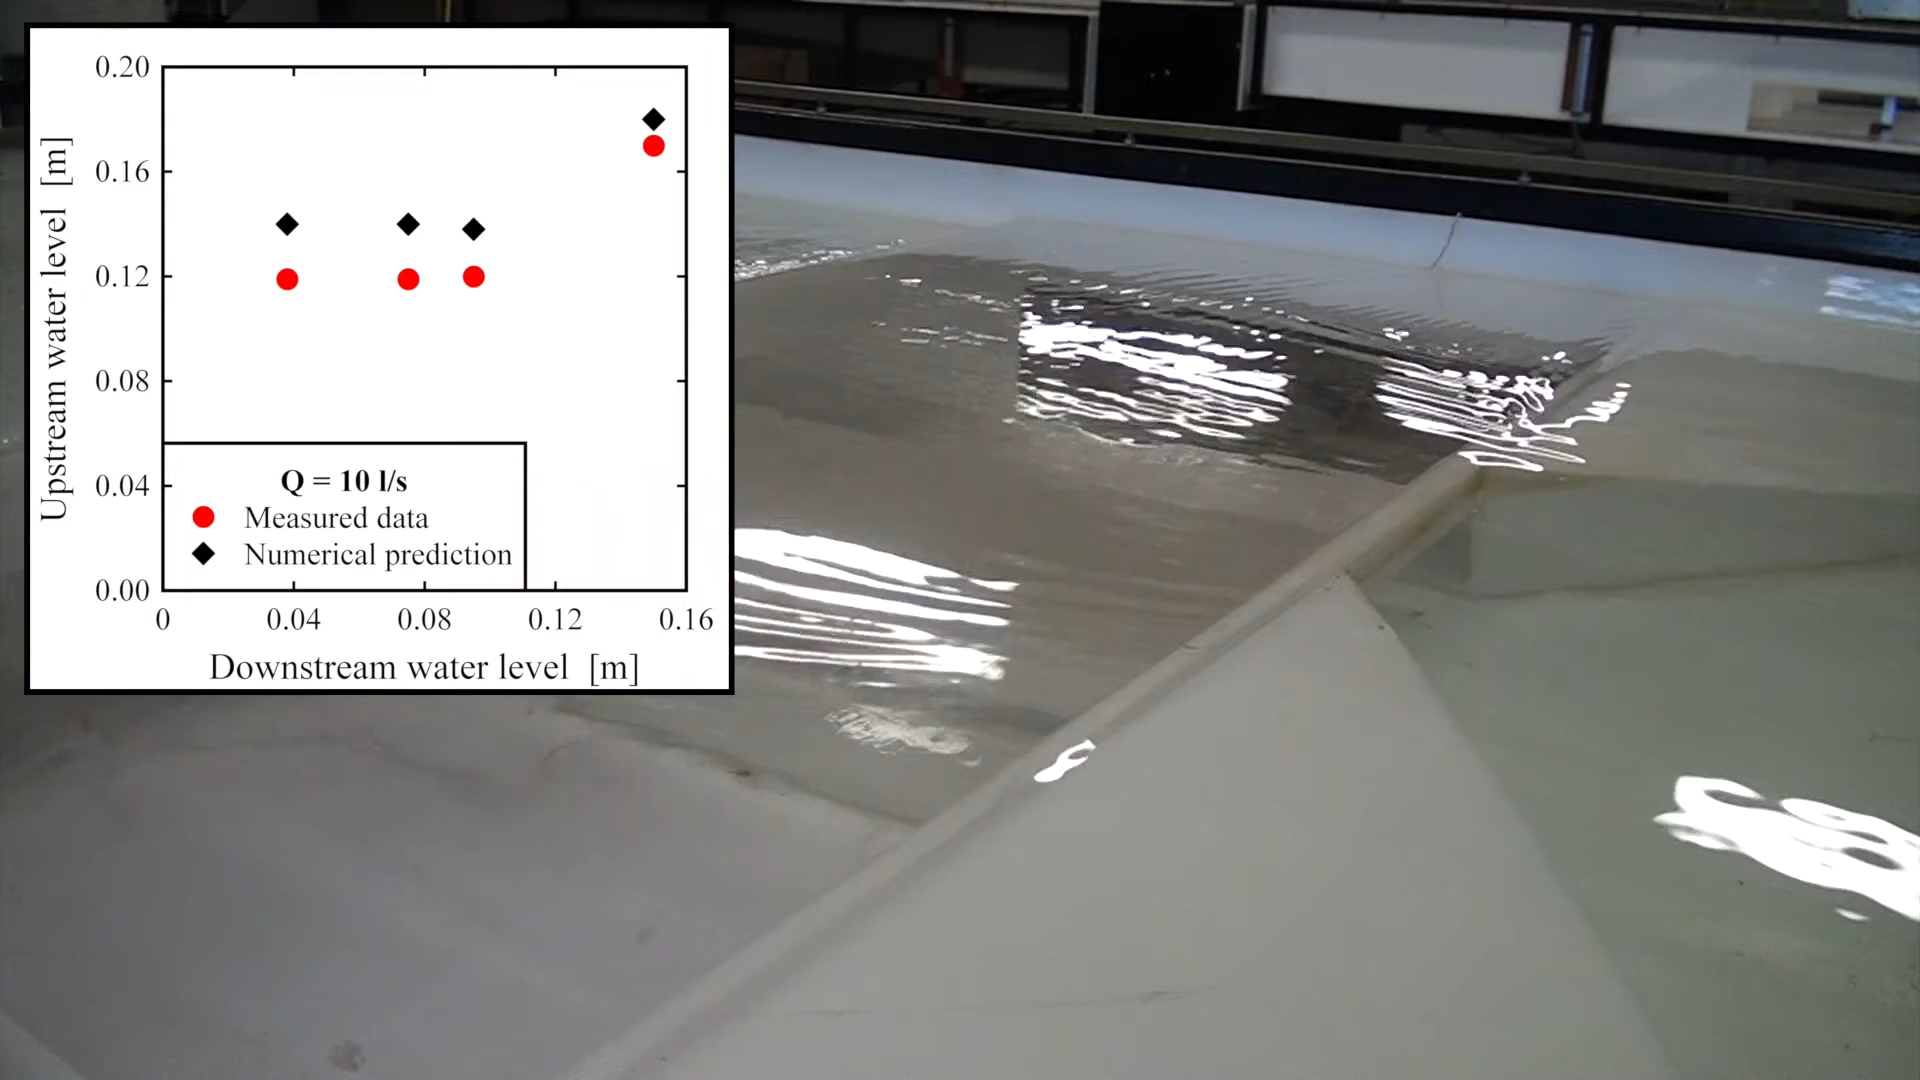 0.20
0.16
0.12
0.08
0.04
0.00
Upstream water level [m]
Q = 10 l/s
Measured data
Numerical prediction
0 0.04 0.08 0.12 0.16
Downstream water level [m]